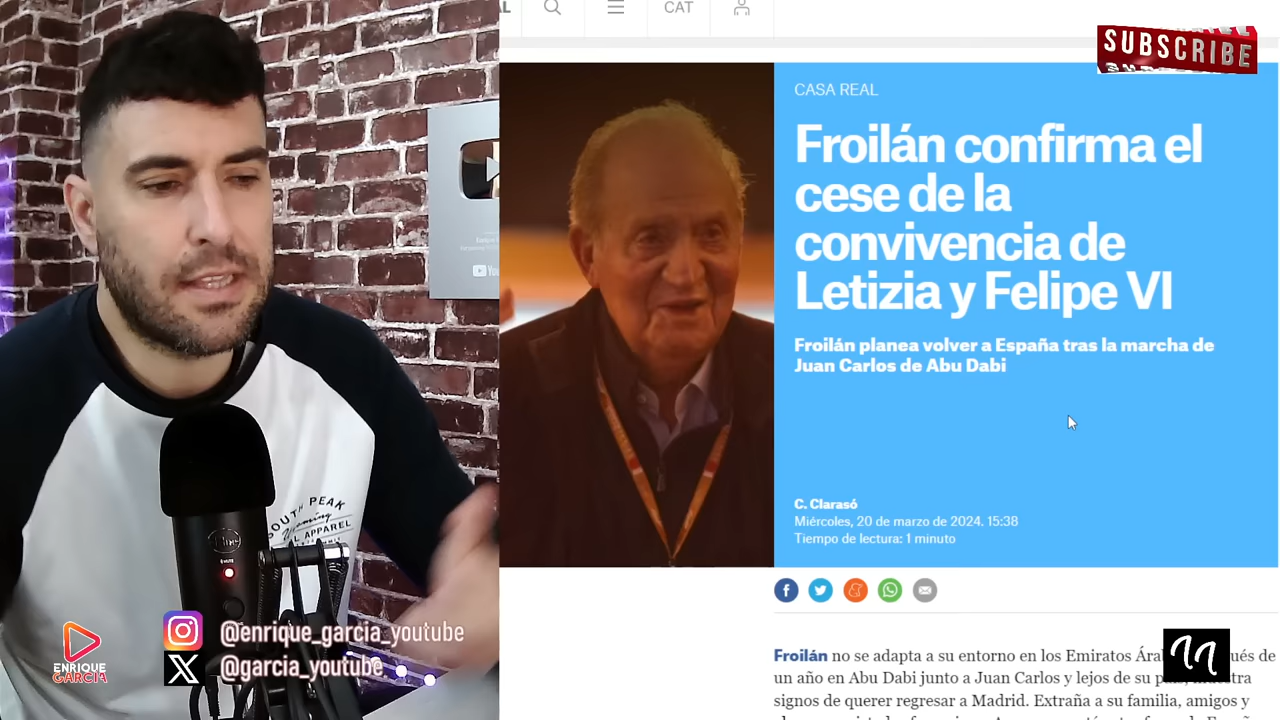 CAT
SUBSCRIBE
CASA REAL
Froilán confirma el
cese de la
convivencia de
Letizia y Felipe VI
Froilán planea volver a España tras la marcha de
Juan Carlos de Abu Dabi
C. Clarasó
Miércoles, 20 de marzo de 2024. 15:38
Tiempo de lectura: 1 minuto
Froilán no se adapta a su entorno en los Emiratos
un año en Abu Dabi junto a Juan Carlos y lejos de su
signos de querer regresar a Madrid. Extraña a su familia, amigos y
SOUTH PEAK
APPAREL
@enrique_garcia_youtube
@garcia_youtube
ENRIQUE
GARCIA